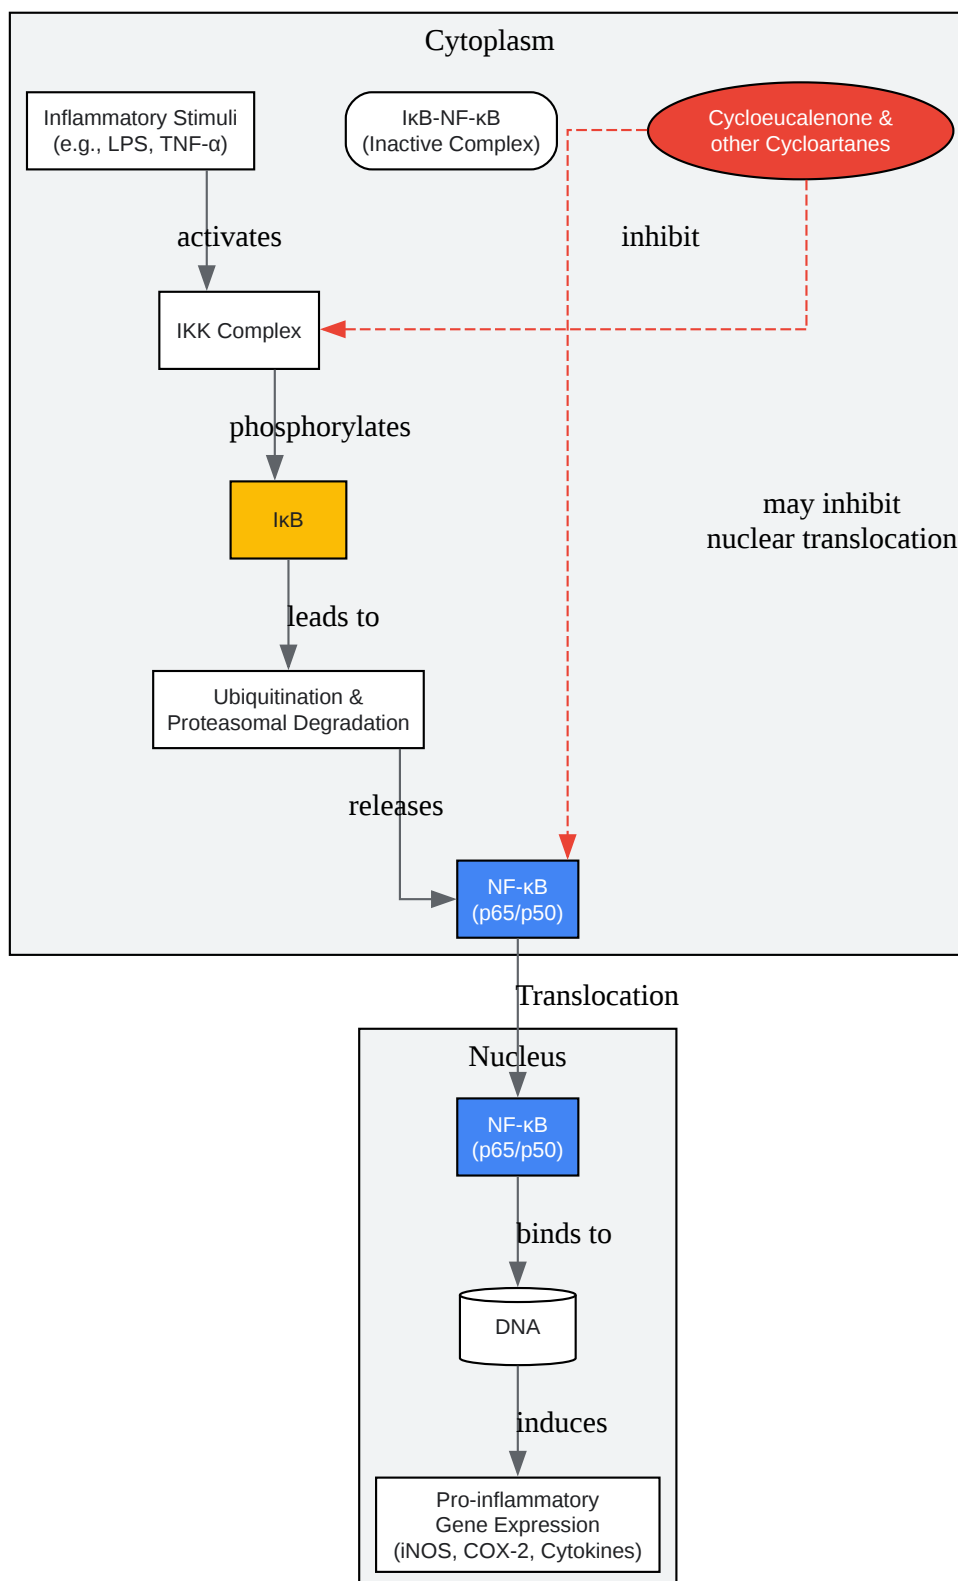 Cytoplasm
Inflammatory Stimuli
(e.g., LPS, TNF-α)
IκB-NF-κB
(Inactive Complex)
Cycloeucalenone &
other Cycloartanes
activates
inhibit
IKK Complex
phosphorylates
may inhibit
nuclear translocation
IκB
leads to
Ubiquitination &
Proteasomal Degradation
releases
NF-κB
(p65/p50)
Translocation
Nucleus
NF-κB
(p65/p50)
binds to
DNA
induces
Pro-inflammatory
Gene Expression
(iNOS, COX-2, Cytokines)